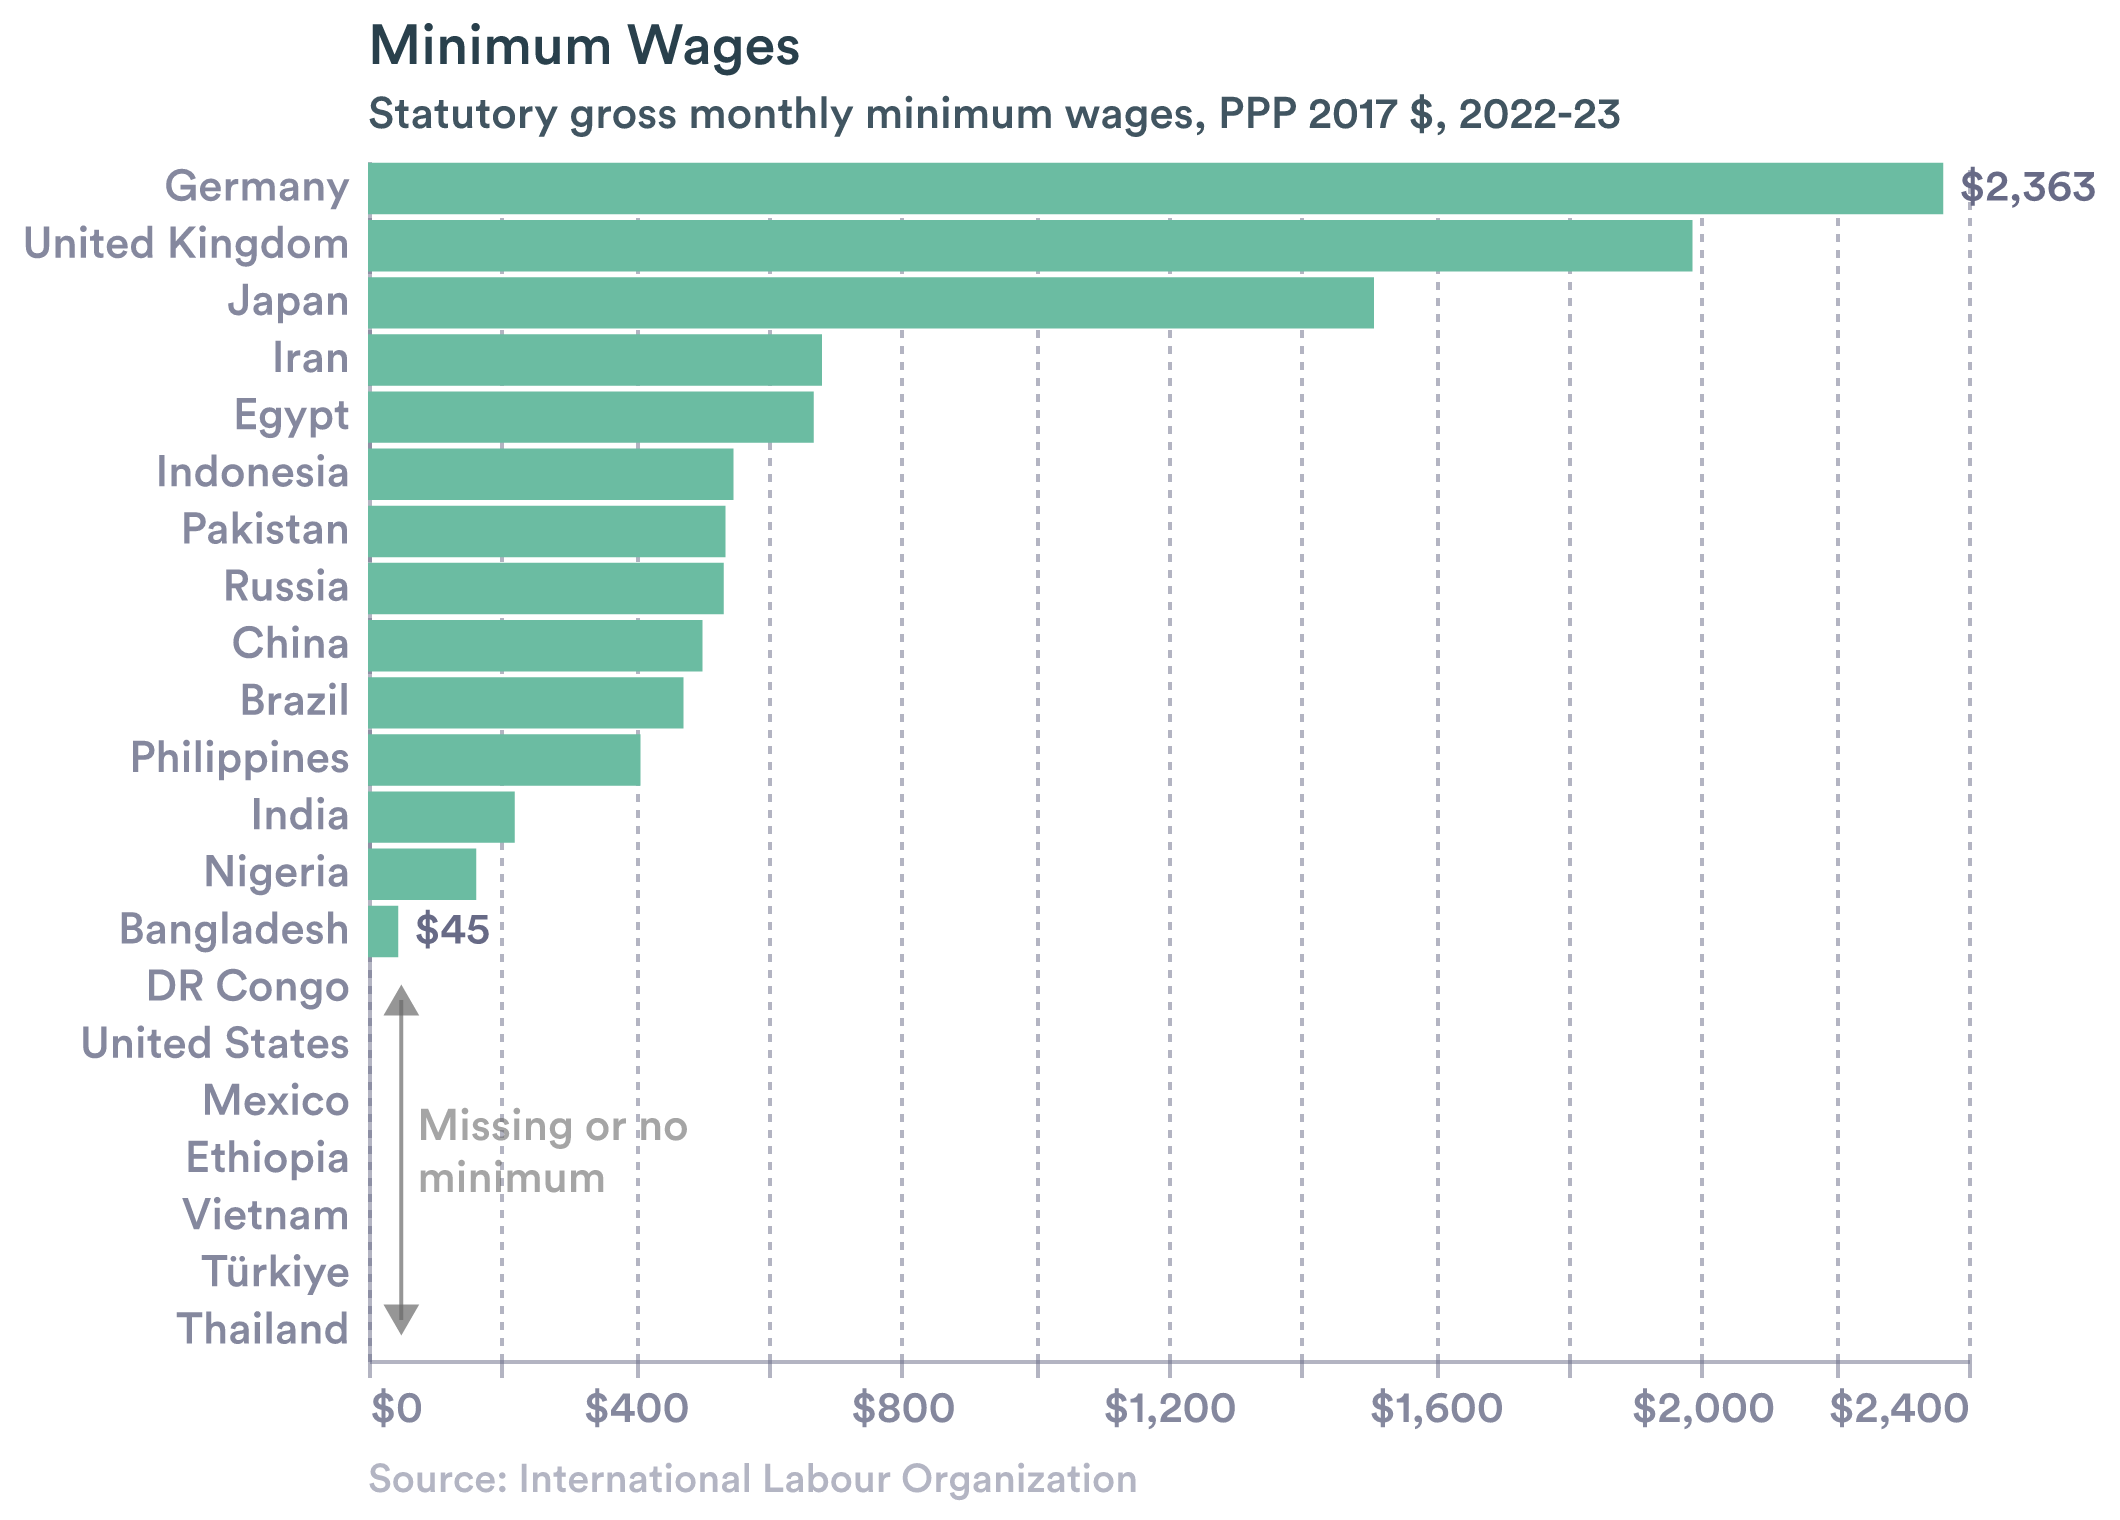 Minimum Wages
Statutory gross monthly minimum wages, PPP 2017 $, 2022-23
Germany $2,363
United Kingdom
Japan
Iran
Egypt
Indonesia
Pakistan
Russia
China
Brazil
Philippines
India
Nigeria
Bangladesh $45
DR Congo
United States
Mexico
Missing or no
minimum
Ethiopia
Vietnam
Türkiye
Thailand
$0 $400 $800 $1,200 $1,600 $2,000 $2,400
Source: International Labour Organization